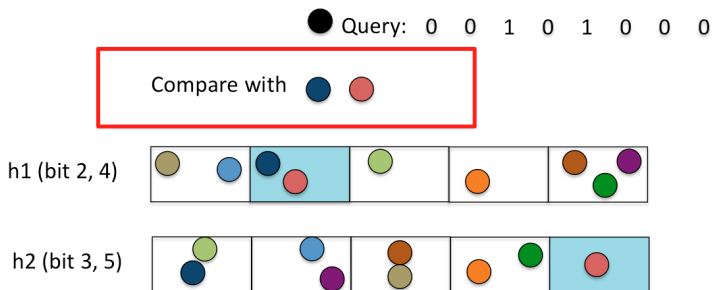 Query: 0 0 1 0 1 0 0 0
Compare with
h1 (bit 2, 4)
h2 (bit 3, 5)